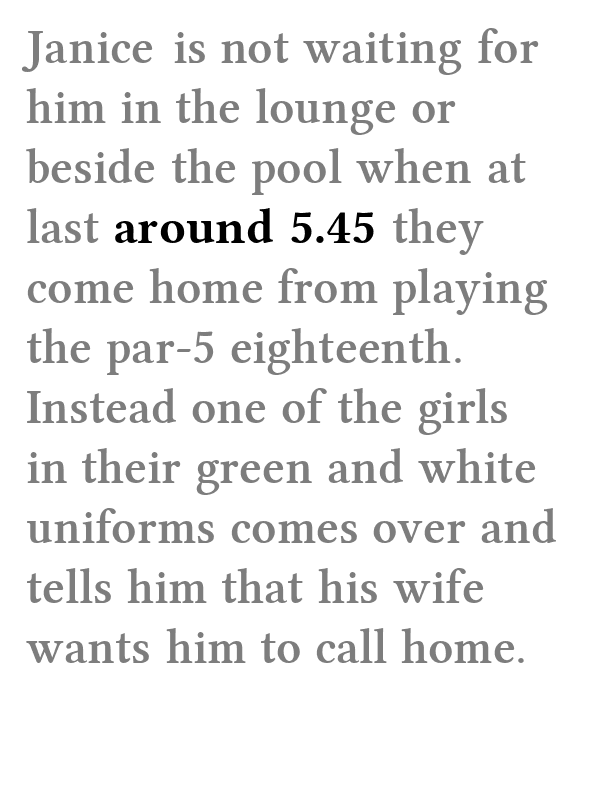 Janice is not waiting for
him in the lounge or
beside the pool when at
last around 5.45 they
come home from playing
the par-5 eighteenth.
Instead one of the girls
in their green and white
uniforms comes over and
tells him that his wife
wants him to call home.